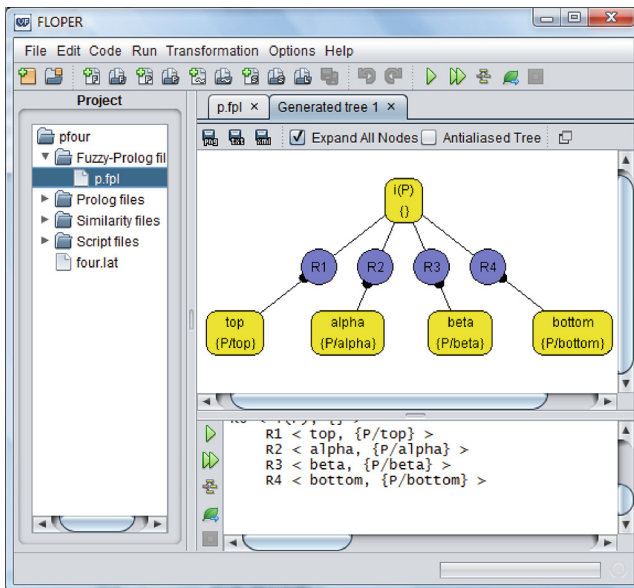 FLOPER
File Edit Code Run Transformation Options Help
Project
p.fpl × Generated tree 1 ×
pfour
Fuzzy-Prolog fil
p.fpl
Prolog files
Similarity files
Script files
four.lat
Expand All Nodes Antialiased Tree
i(P)
{}
R1 R2 R3 R4
top alpha beta bottom
{P/top} {P/alpha} {P/beta} {P/bottom}
R1 < top, {P/top} >
R2 < alpha, {P/alpha} >
R3 < beta, {P/beta} >
R4 < bottom, {P/bottom} >